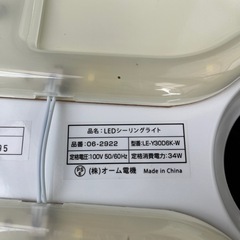 品名：LEDシーリングライト
品番：06-2922 型番：LE-Y30D6K-W
定格電圧：100V 50/60Hz 定格消費電力：34W
(株)オーム電機 Made in China